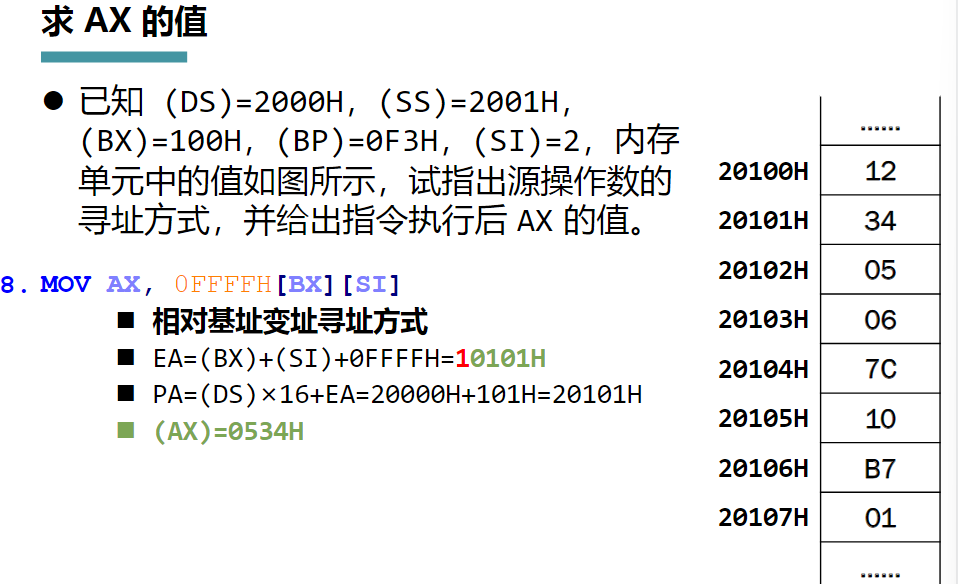 求 AX 的值
● 已知 (DS)=2000H, (SS)=2001H,
(BX)=100H, (BP)=0F3H, (SI)=2, 内存
单元中的值如图所示，试指出源操作数的
寻址方式，并给出指令执行后 AX 的值。
8. MOV AX, 0FFFFH[BX][SI]
■ 相对基址变址寻址方式
■ EA=(BX)+(SI)+0FFFFH=10101H
■ PA=(DS)×16+EA=20000H+101H=20101H
■ (AX)=0534H
……
20100H 12
20101H 34
20102H 05
20103H 06
20104H 7C
20105H 10
20106H B7
20107H 01
……